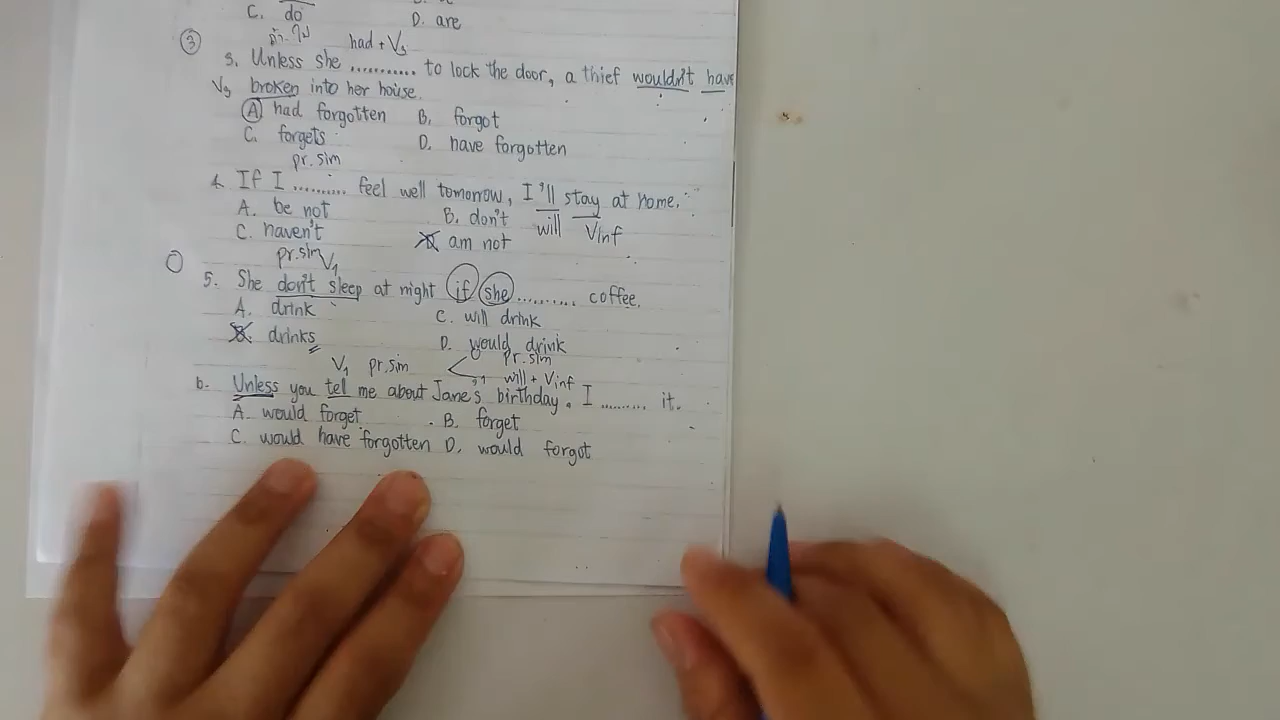 C. do
D. are
③ had + V3
3. Unless she ........... to lock the door, a thief wouldn't have
V3 broken into her house.
A had forgotten B. forgot
C. forgets D. have forgotten
pr. sim
4. If I .......... feel well tomorrow, I'll stay at home.
A. be not B. don't will Vinf
C. haven't D am not
pr.sim V1
5. She don't sleep at night if she .......... coffee.
A. drink C. will drink
B. drinks D. would drink
V1 pr.sim pr.sim
will + Vinf
6. Unless you tell me about Jane's birthday. I ......... it.
A. would forget B. forget
C. would have forgotten D. would forgot